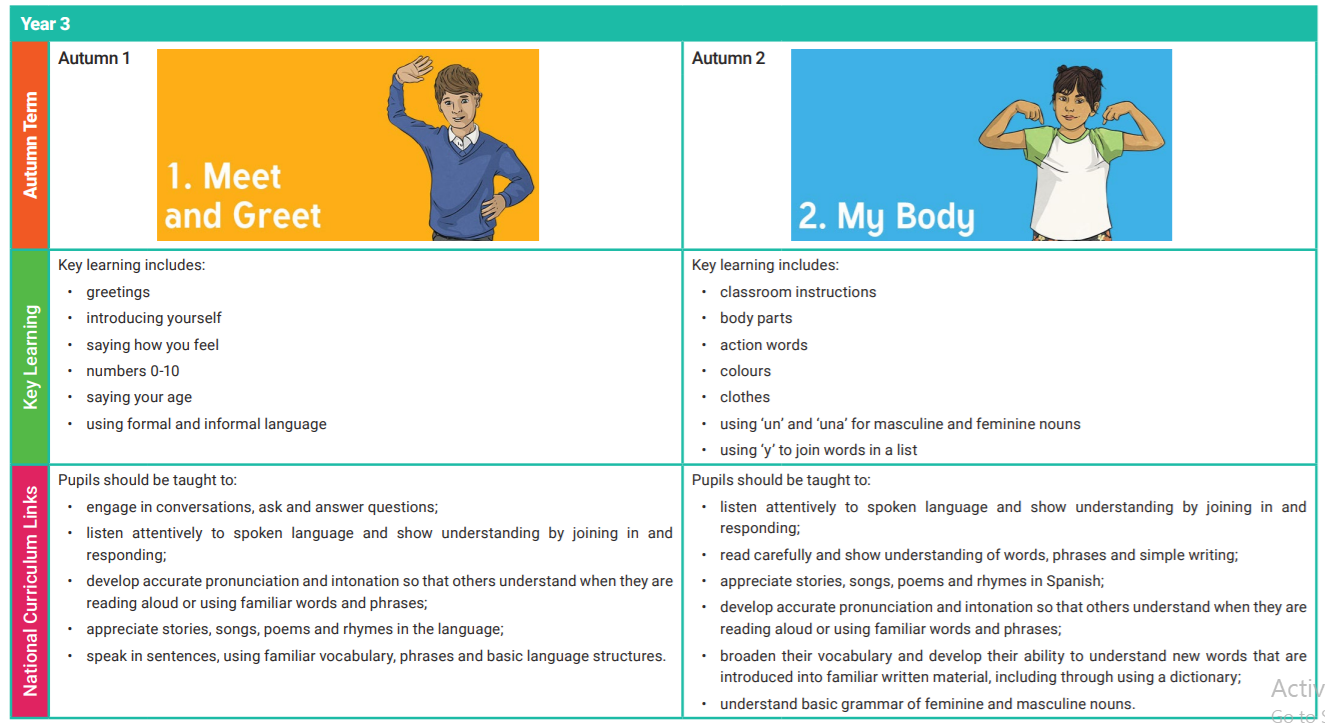 Year 3
Autumn Term
Autumn 1
1. Meet
and Greet
Autumn 2
2. My Body
Key Learning
Key learning includes:
• greetings
• introducing yourself
• saying how you feel
• numbers 0-10
• saying your age
• using formal and informal language
Key learning includes:
• classroom instructions
• body parts
• action words
• colours
• clothes
• using ‘un’ and ‘una’ for masculine and feminine nouns
• using ‘y’ to join words in a list
National Curriculum Links
Pupils should be taught to:
• engage in conversations, ask and answer questions;
• listen attentively to spoken language and show understanding by joining in and
responding;
• develop accurate pronunciation and intonation so that others understand when they are
reading aloud or using familiar words and phrases;
• appreciate stories, songs, poems and rhymes in the language;
• speak in sentences, using familiar vocabulary, phrases and basic language structures.
Pupils should be taught to:
• listen attentively to spoken language and show understanding by joining in and
responding;
• read carefully and show understanding of words, phrases and simple writing;
• appreciate stories, songs, poems and rhymes in Spanish;
• develop accurate pronunciation and intonation so that others understand when they are
reading aloud or using familiar words and phrases;
• broaden their vocabulary and develop their ability to understand new words that are
introduced into familiar written material, including through using a dictionary;
• understand basic grammar of feminine and masculine nouns.
Activ
Go to S